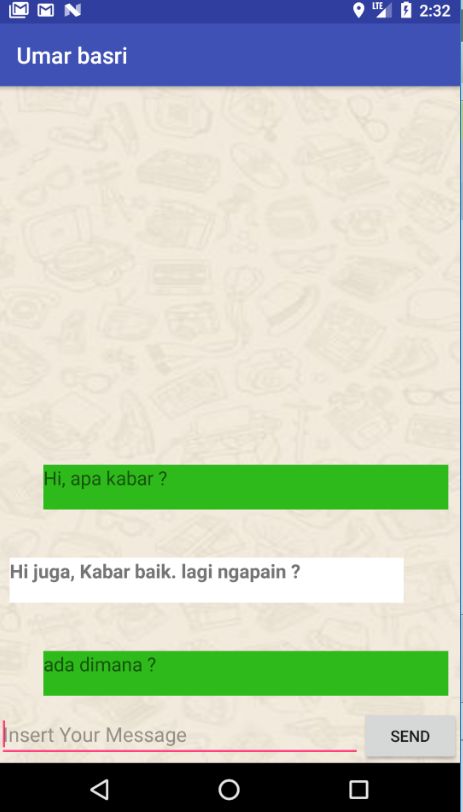 LTE 2:32
Umar basri
Hi, apa kabar ?
Hi juga, Kabar baik. lagi ngapain ?
ada dimana ?
Insert Your Message
SEND